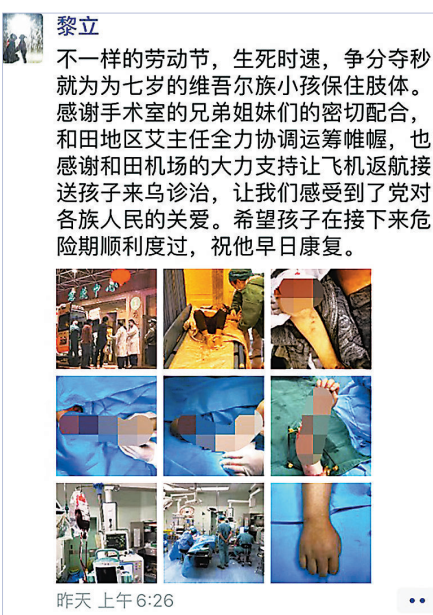 黎立
不一样的劳动节，生死时速，争分夺秒
就为为七岁的维吾尔族小孩保住肢体。
感谢手术室的兄弟姐妹们的密切配合，
和田地区艾主任全力协调运筹帷幄，也
感谢和田机场的大力支持让飞机返航接
送孩子来乌诊治，让我们感受到了党对
各族人民的关爱。希望孩子在接下来危
险期顺利度过，祝他早日康复。
昨天 上午6:26